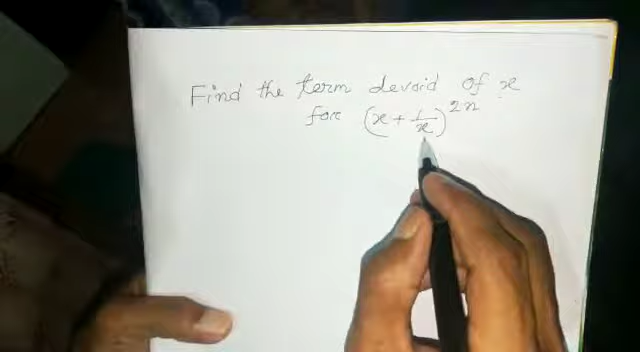 Find the term devoid of x
for (x + 1/x)^2n